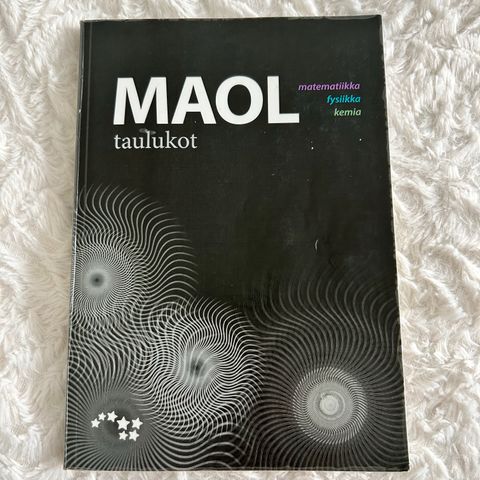 MAOL
taulukot
matematiikka
fysiikka
kemia